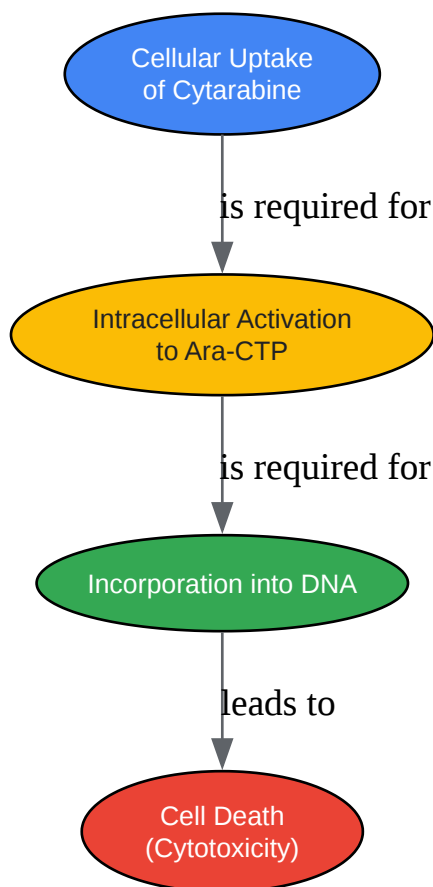 Cellular Uptake
of Cytarabine
is required for
Intracellular Activation
to Ara-CTP
is required for
Incorporation into DNA
leads to
Cell Death
(Cytotoxicity)